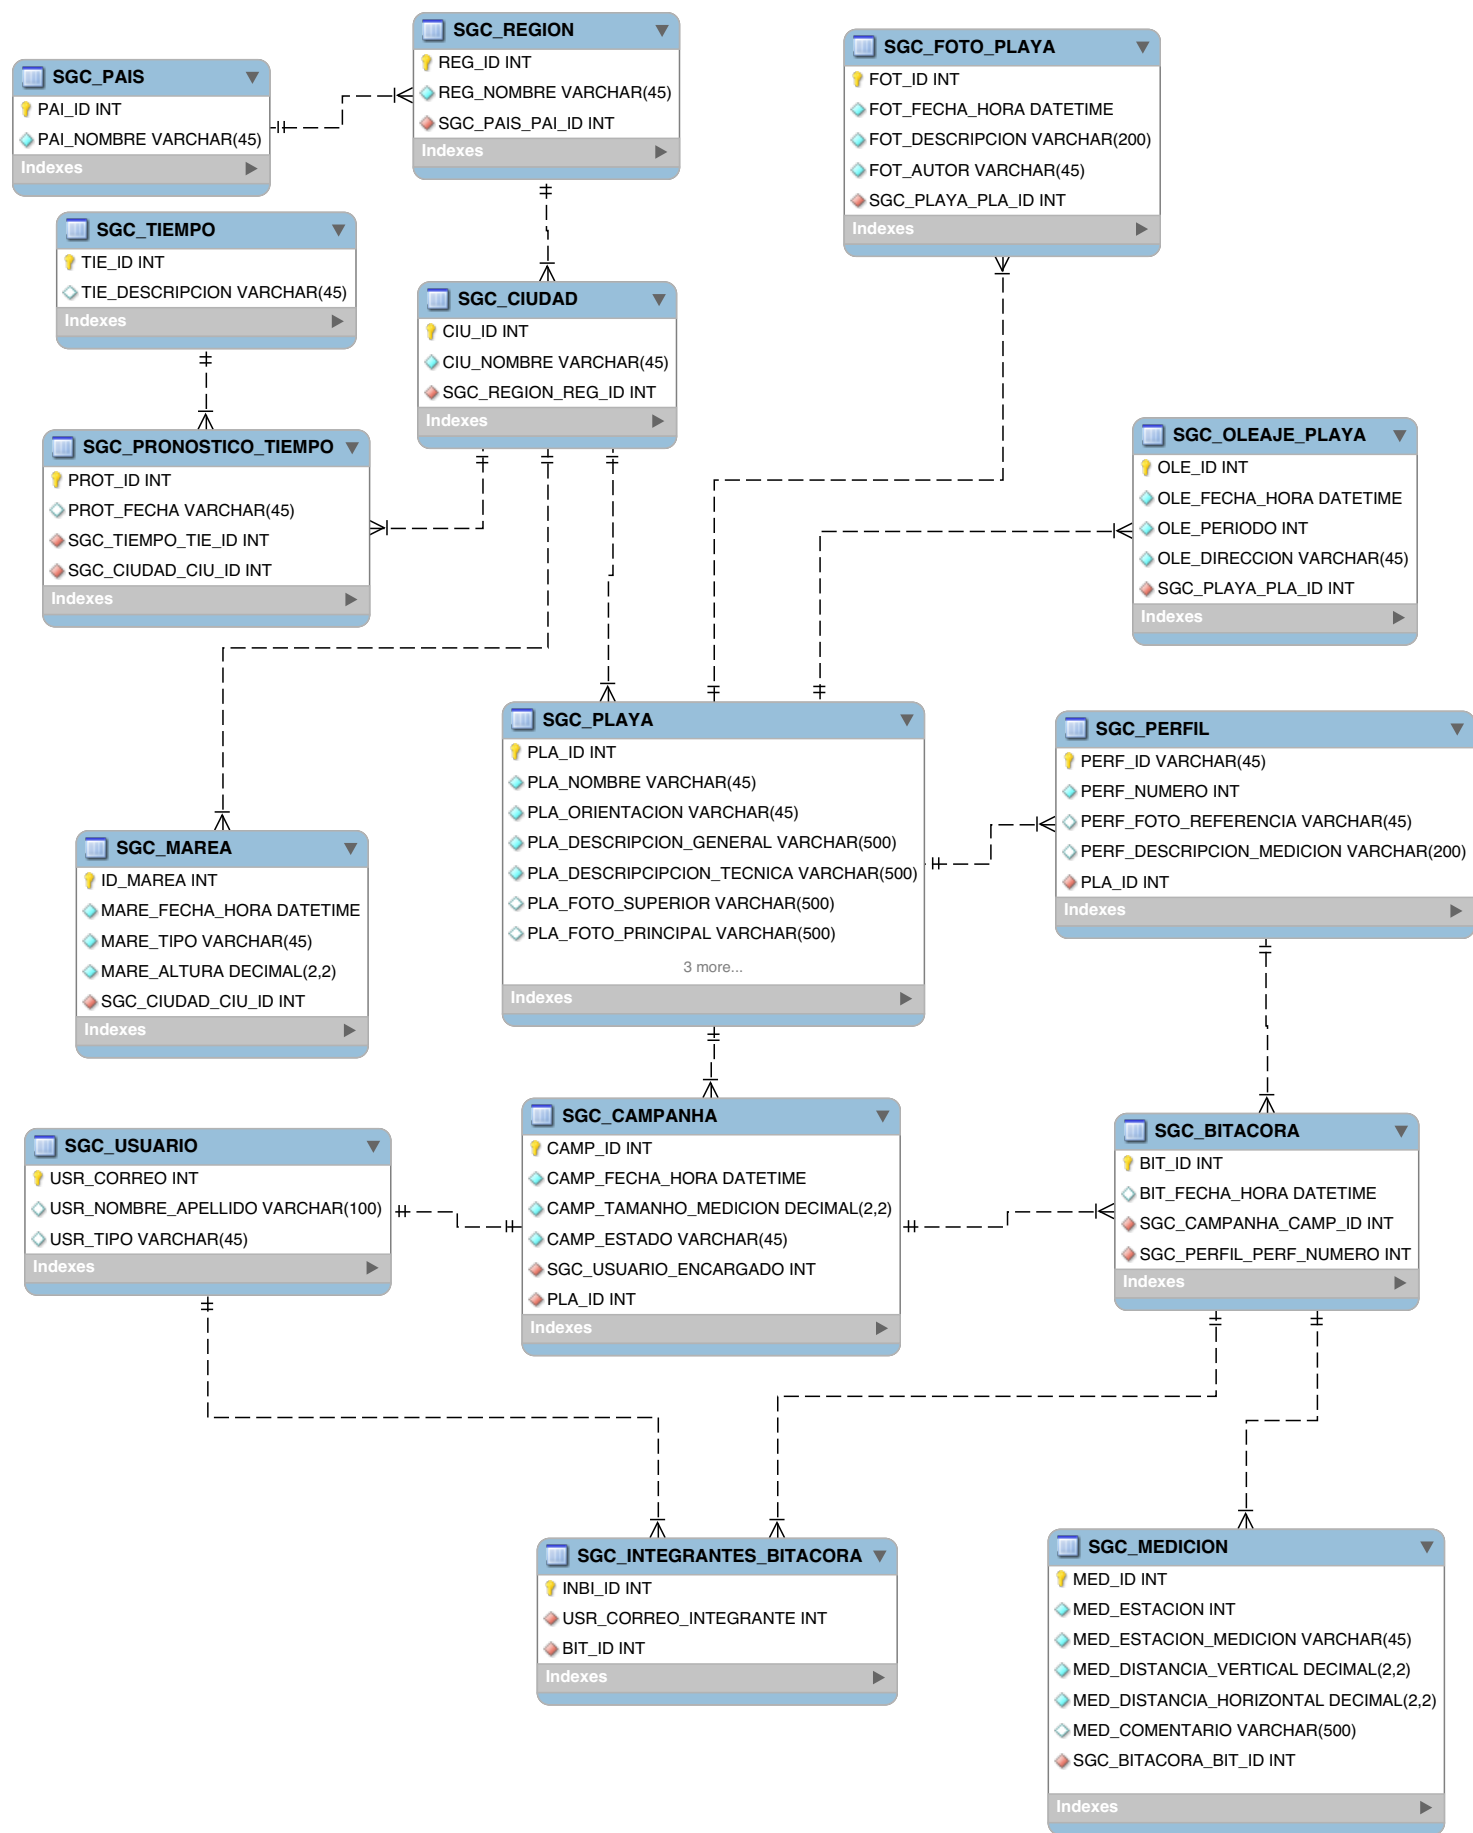 SGC_PAIS
PAI_ID INT
PAI_NOMBRE VARCHAR(45)
Indexes
SGC_REGION
REG_ID INT
REG_NOMBRE VARCHAR(45)
SGC_PAIS_PAI_ID INT
Indexes
SGC_FOTO_PLAYA
FOT_ID INT
FOT_FECHA_HORA DATETIME
FOT_DESCRIPCION VARCHAR(200)
FOT_AUTOR VARCHAR(45)
SGC_PLAYA_PLA_ID INT
Indexes
SGC_TIEMPO
TIE_ID INT
TIE_DESCRIPCION VARCHAR(45)
Indexes
SGC_CIUDAD
CIU_ID INT
CIU_NOMBRE VARCHAR(45)
SGC_REGION_REG_ID INT
Indexes
SGC_PRONOSTICO_TIEMPO
PROT_ID INT
PROT_FECHA VARCHAR(45)
SGC_TIEMPO_TIE_ID INT
SGC_CIUDAD_CIU_ID INT
Indexes
SGC_OLEAJE_PLAYA
OLE_ID INT
OLE_FECHA_HORA DATETIME
OLE_PERIODO INT
OLE_DIRECCION VARCHAR(45)
SGC_PLAYA_PLA_ID INT
Indexes
SGC_PLAYA
PLA_ID INT
PLA_NOMBRE VARCHAR(45)
PLA_ORIENTACION VARCHAR(45)
PLA_DESCRIPCION_GENERAL VARCHAR(500)
PLA_DESCRIPCIPCION_TECNICA VARCHAR(500)
PLA_FOTO_SUPERIOR VARCHAR(500)
PLA_FOTO_PRINCIPAL VARCHAR(500)
3 more...
Indexes
SGC_PERFIL
PERF_ID VARCHAR(45)
PERF_NUMERO INT
PERF_FOTO_REFERENCIA VARCHAR(45)
PERF_DESCRIPCION_MEDICION VARCHAR(200)
PLA_ID INT
Indexes
SGC_MAREA
ID_MAREA INT
MARE_FECHA_HORA DATETIME
MARE_TIPO VARCHAR(45)
MARE_ALTURA DECIMAL(2,2)
SGC_CIUDAD_CIU_ID INT
Indexes
SGC_USUARIO
USR_CORREO INT
USR_NOMBRE_APELLIDO VARCHAR(100)
USR_TIPO VARCHAR(45)
Indexes
SGC_CAMPANHA
CAMP_ID INT
CAMP_FECHA_HORA DATETIME
CAMP_TAMANHO_MEDICION DECIMAL(2,2)
CAMP_ESTADO VARCHAR(45)
SGC_USUARIO_ENCARGADO INT
PLA_ID INT
Indexes
SGC_BITACORA
BIT_ID INT
BIT_FECHA_HORA DATETIME
SGC_CAMPANHA_CAMP_ID INT
SGC_PERFIL_PERF_NUMERO INT
Indexes
SGC_INTEGRANTES_BITACORA
INBI_ID INT
USR_CORREO_INTEGRANTE INT
BIT_ID INT
Indexes
SGC_MEDICION
MED_ID INT
MED_ESTACION INT
MED_ESTACION_MEDICION VARCHAR(45)
MED_DISTANCIA_VERTICAL DECIMAL(2,2)
MED_DISTANCIA_HORIZONTAL DECIMAL(2,2)
MED_COMENTARIO VARCHAR(500)
SGC_BITACORA_BIT_ID INT
Indexes